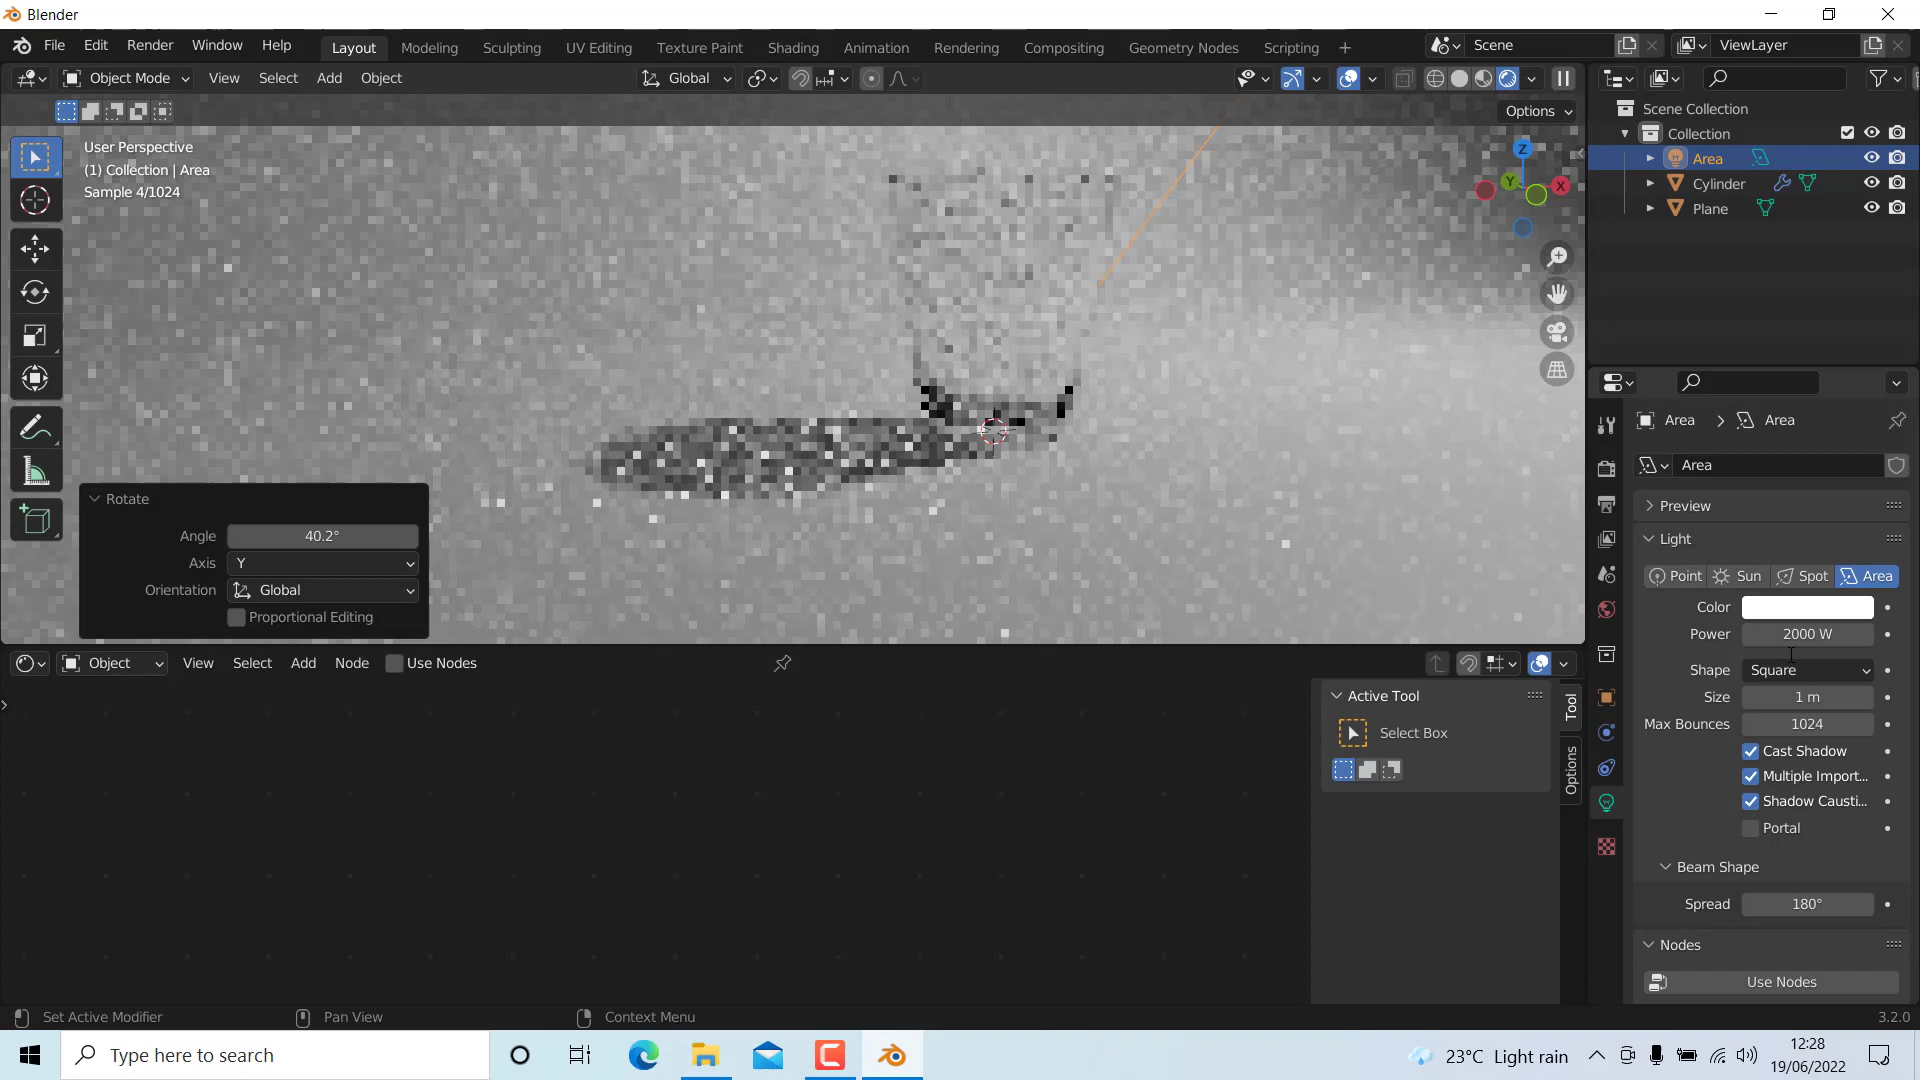 Blender
File Edit Render Window Help Layout Modeling Sculpting UV Editing Texture Paint Shading Animation Rendering Compositing Geometry Nodes Scripting + Scene ViewLayer
Object Mode View Select Add Object Global
Options
User Perspective
(1) Collection | Area
Sample 4/1024
Z
Y
X
Scene Collection
Collection
Area
Cylinder
Plane
Rotate
Angle 40.2°
Axis Y
Orientation Global
Proportional Editing
Area > Area
Area
Preview
Light
Point Sun Spot Area
Color
Power 2000 W
Shape Square
Size 1 m
Max Bounces 1024
Cast Shadow
Multiple Import...
Shadow Causti...
Portal
Beam Shape
Spread 180°
Nodes
Use Nodes
Object View Select Add Node Use Nodes
Active Tool
Select Box
Tool
Options
Set Active Modifier Pan View Context Menu 3.2.0
Type here to search
23°C Light rain
12:28
19/06/2022